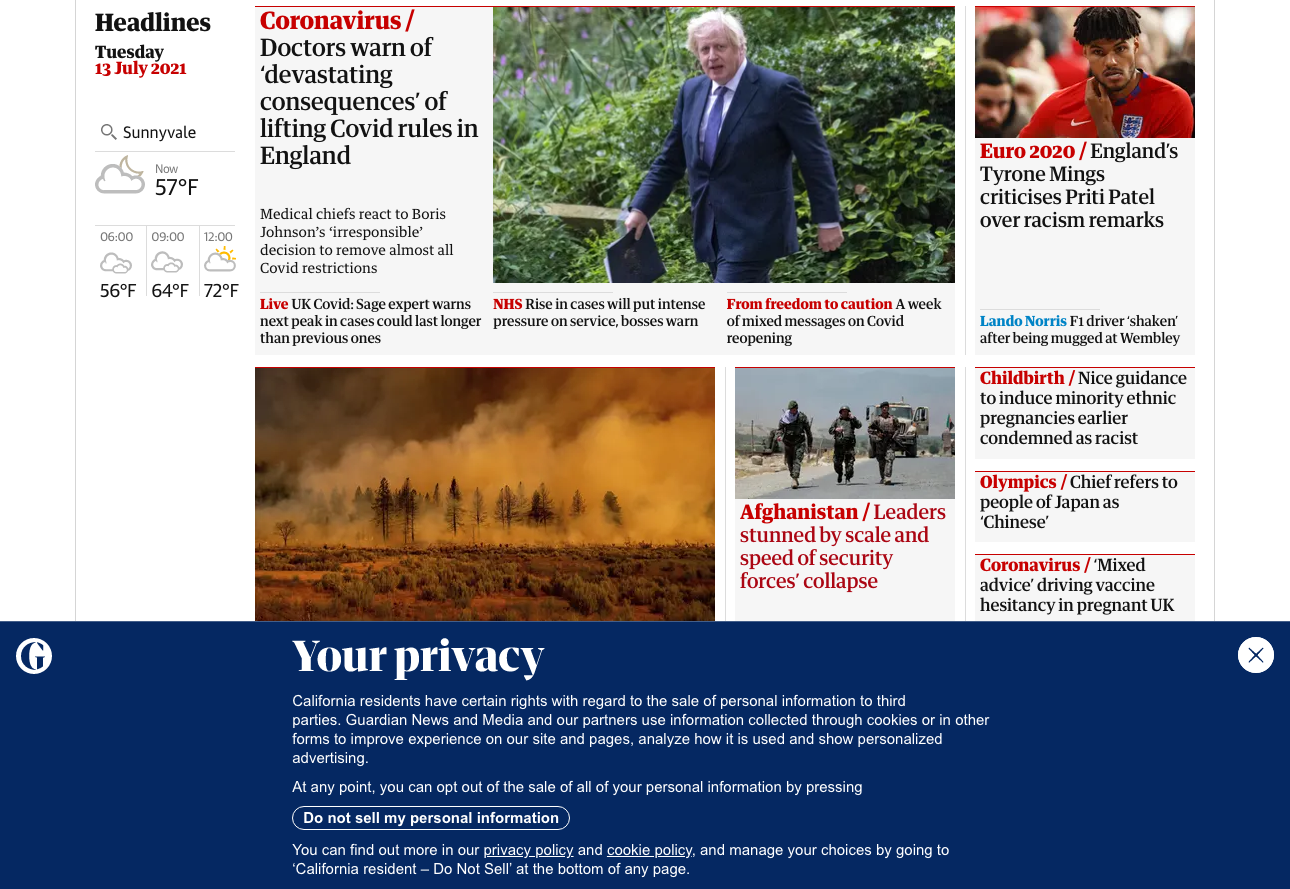 Headlines
Tuesday
13 July 2021
Sunnyvale
Now
57°F
06:00
09:00
12:00
56°F
64°F
72°F
Coronavirus /
Doctors warn of
‘devastating
consequences’ of
lifting Covid rules in
England
Medical chiefs react to Boris
Johnson’s ‘irresponsible’
decision to remove almost all
Covid restrictions
Live UK Covid: Sage expert warns
next peak in cases could last longer
than previous ones
NHS Rise in cases will put intense
pressure on service, bosses warn
From freedom to caution A week
of mixed messages on Covid
reopening
Euro 2020 / England’s
Tyrone Mings
criticises Priti Patel
over racism remarks
Lando Norris F1 driver ‘shaken’
after being mugged at Wembley
Afghanistan / Leaders
stunned by scale and
speed of security
forces’ collapse
Childbirth / Nice guidance
to induce minority ethnic
pregnancies earlier
condemned as racist
Olympics / Chief refers to
people of Japan as
‘Chinese’
Coronavirus / ‘Mixed
advice’ driving vaccine
hesitancy in pregnant UK
Your privacy
California residents have certain rights with regard to the sale of personal information to third
parties. Guardian News and Media and our partners use information collected through cookies or in other
forms to improve experience on our site and pages, analyze how it is used and show personalized
advertising.
At any point, you can opt out of the sale of all of your personal information by pressing
Do not sell my personal information
You can find out more in our privacy policy and cookie policy, and manage your choices by going to
‘California resident – Do Not Sell’ at the bottom of any page.